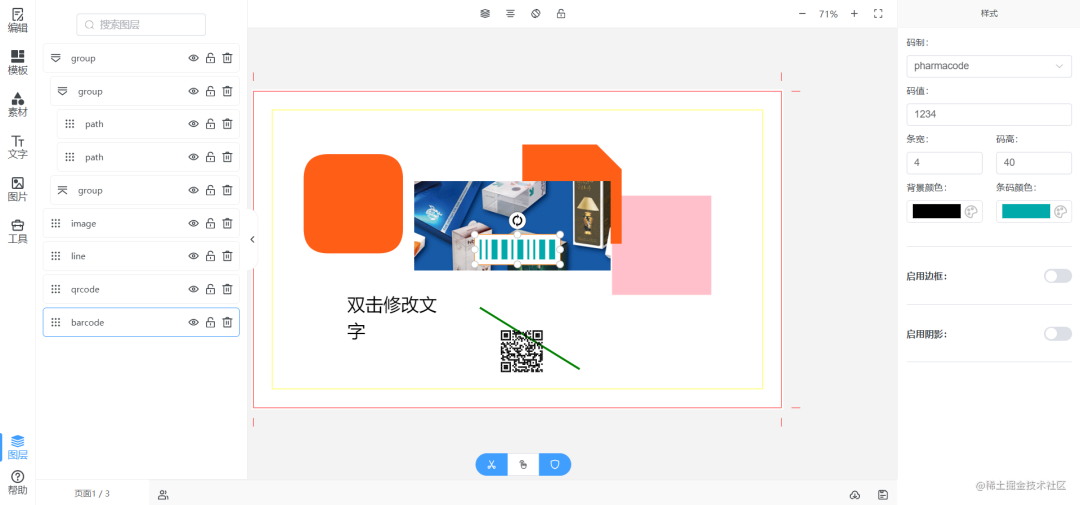 编辑
模板
素材
文字
图片
工具
图层
帮助
搜索图层
group
group
path
path
group
image
line
qrcode
barcode
页面1 / 3
71%
双击修改文
字
样式
码制:
pharmacode
码值:
1234
条宽:
码高:
4
40
背景颜色:
条码颜色:
启用边框:
启用阴影:
@稀土掘金技术社区